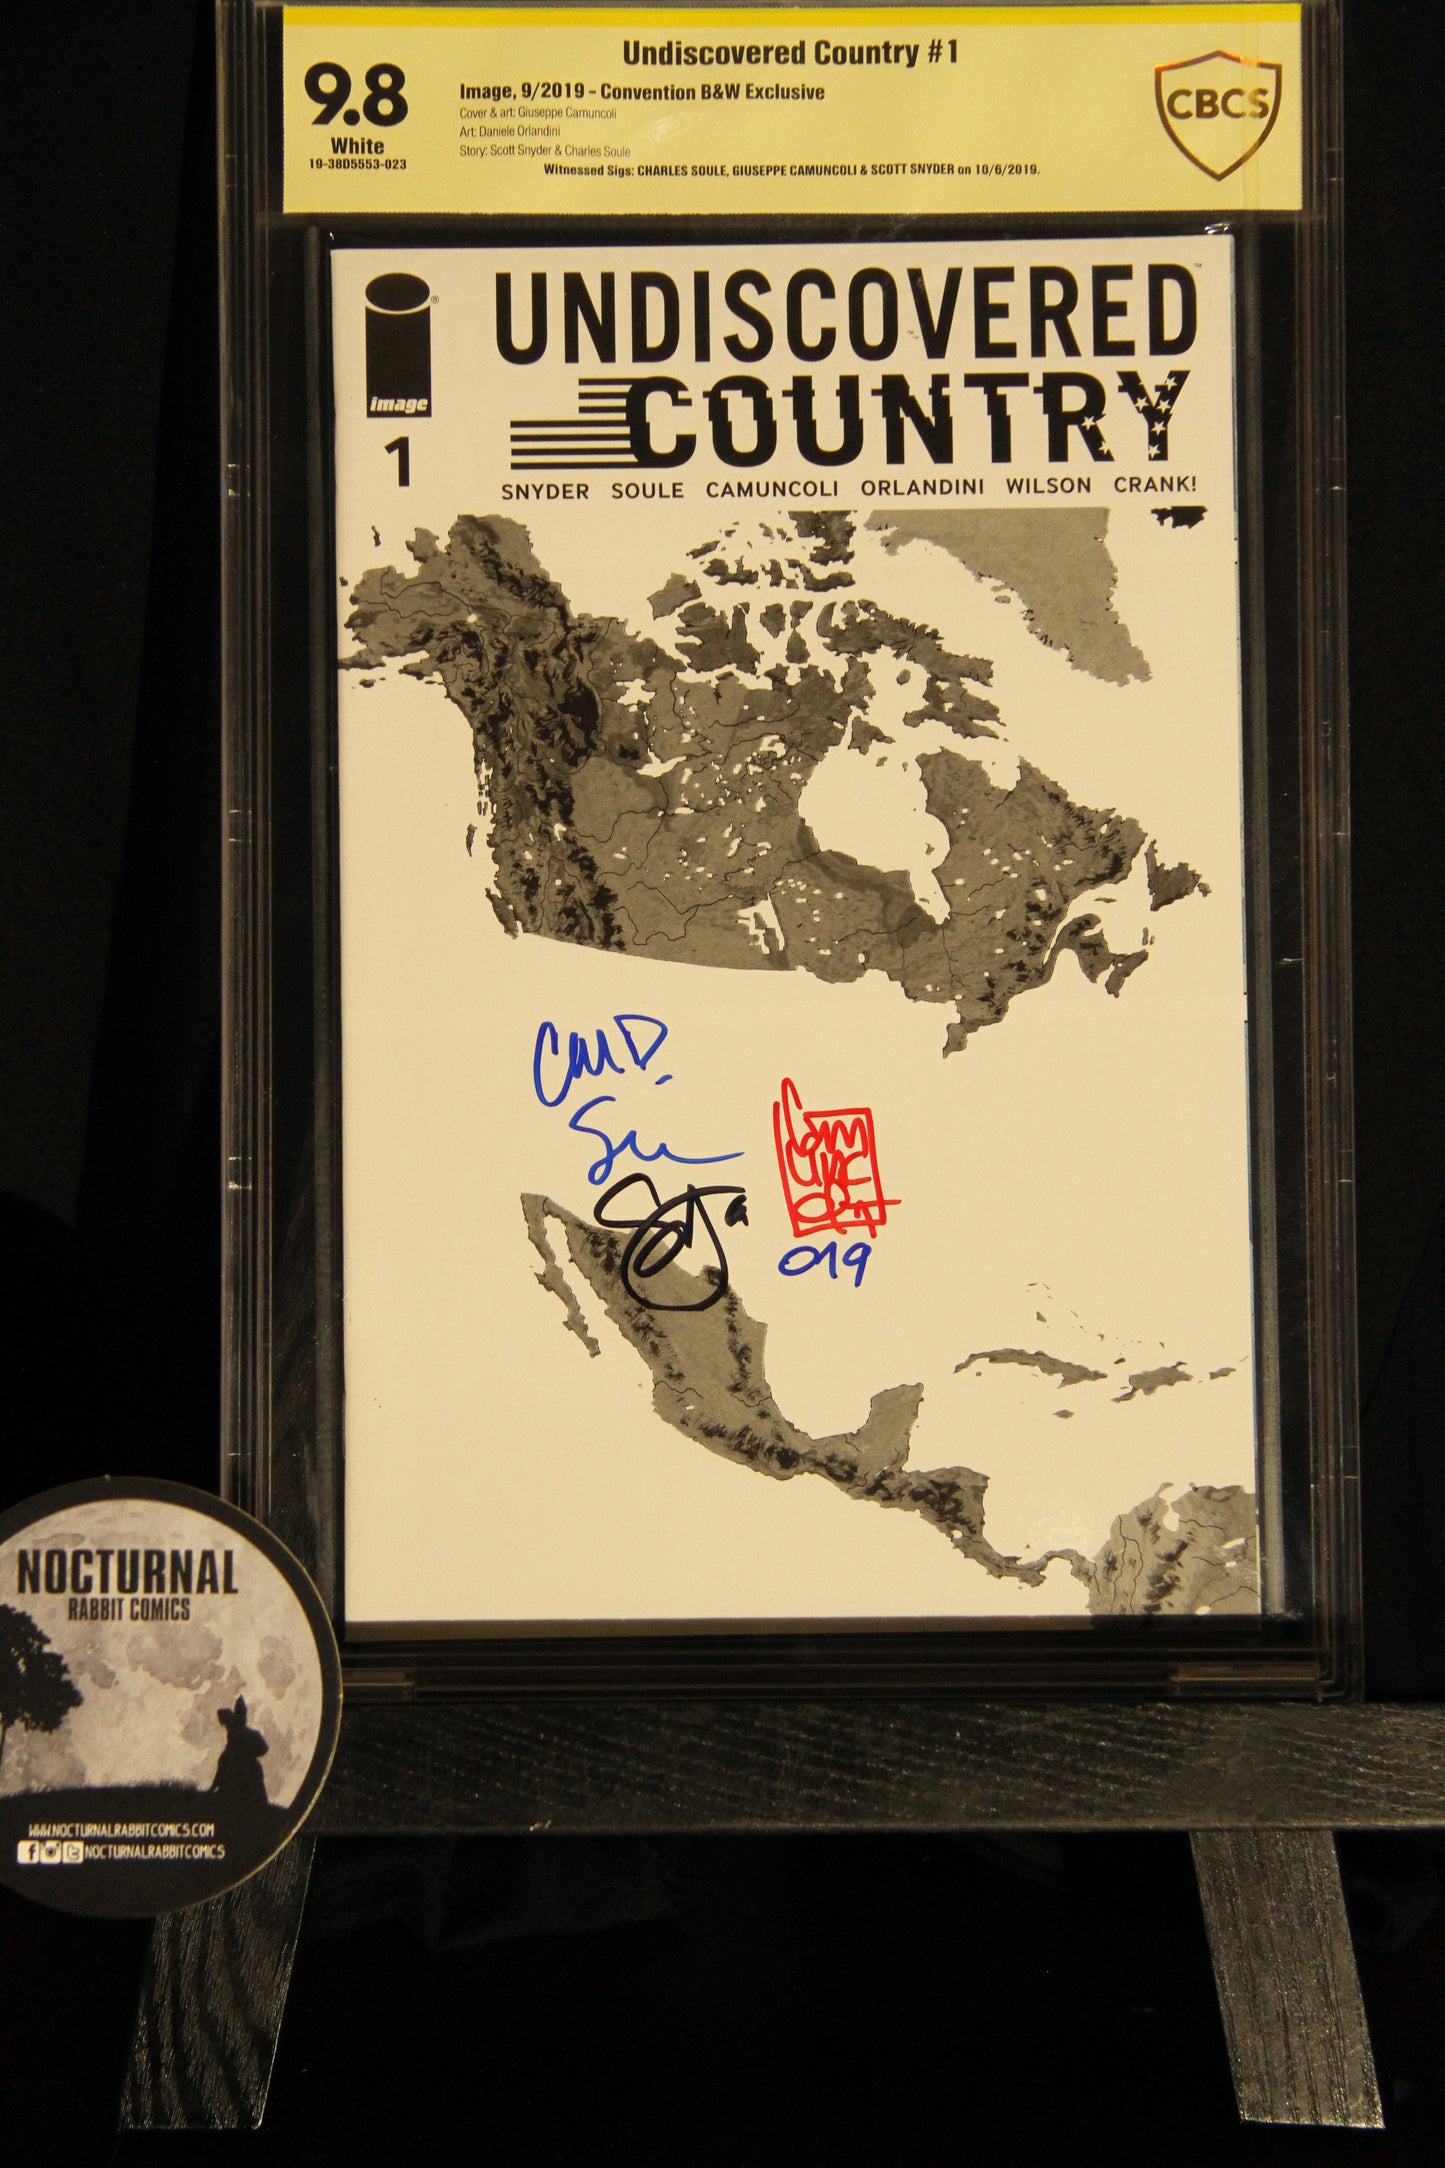 Undiscovered Country #1
9.8
White
19-38D5553-023
Image, 9/2019 - Convention B&W Exclusive
Cover & art: Giuseppe Camuncoli
Art: Daniele Orlandini
Story: Scott Snyder & Charles Soule
Witnessed Sigs: CHARLES SOULE, GIUSEPPE CAMUNCOLI & SCOTT SNYDER on 10/6/2019.
CBCS
UNDISCOVERED™
COUNTRY
image®
1
SNYDER SOULE CAMUNCOLI ORLANDINI WILSON CRANK!
019
NOCTURNAL
RABBIT COMICS
WWW.NOCTURNALRABBITCOMICS.COM
NOCTURNALRABBITCOMICS